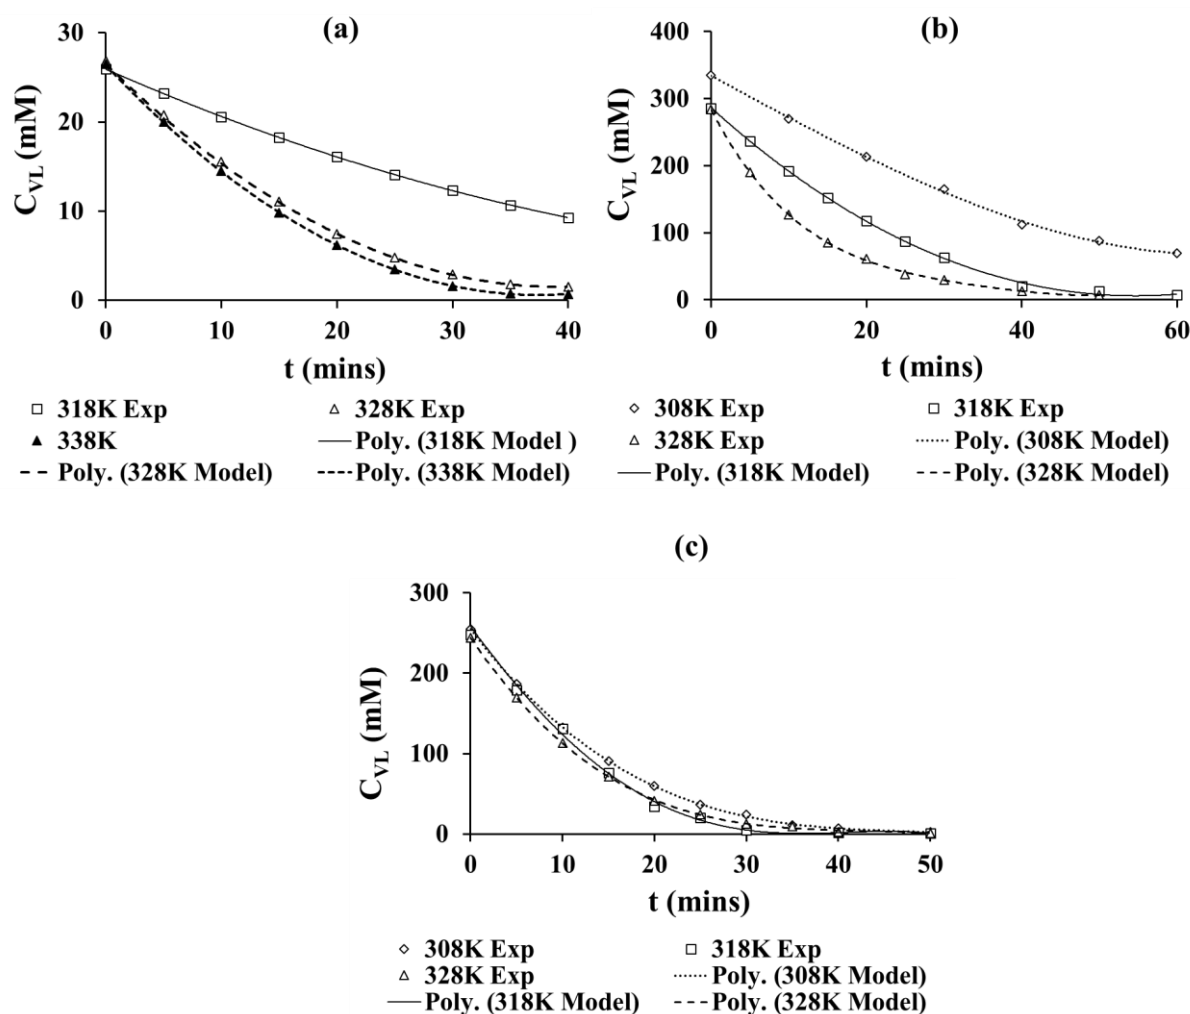 (a)
30
20
10
0
C_VL (mM)
0 10 20 30 40
t (mins)
318K Exp 328K Exp
338K Poly. (318K Model )
Poly. (328K Model) Poly. (338K Model)
(b)
400
300
200
100
0
C_VL (mM)
0 20 40 60
t (mins)
308K Exp 318K Exp
328K Exp Poly. (308K Model)
Poly. (318K Model) Poly. (328K Model)
(c)
300
200
100
0
C_VL (mM)
0 10 20 30 40 50
t (mins)
308K Exp 318K Exp
328K Exp Poly. (308K Model)
Poly. (318K Model) Poly. (328K Model)